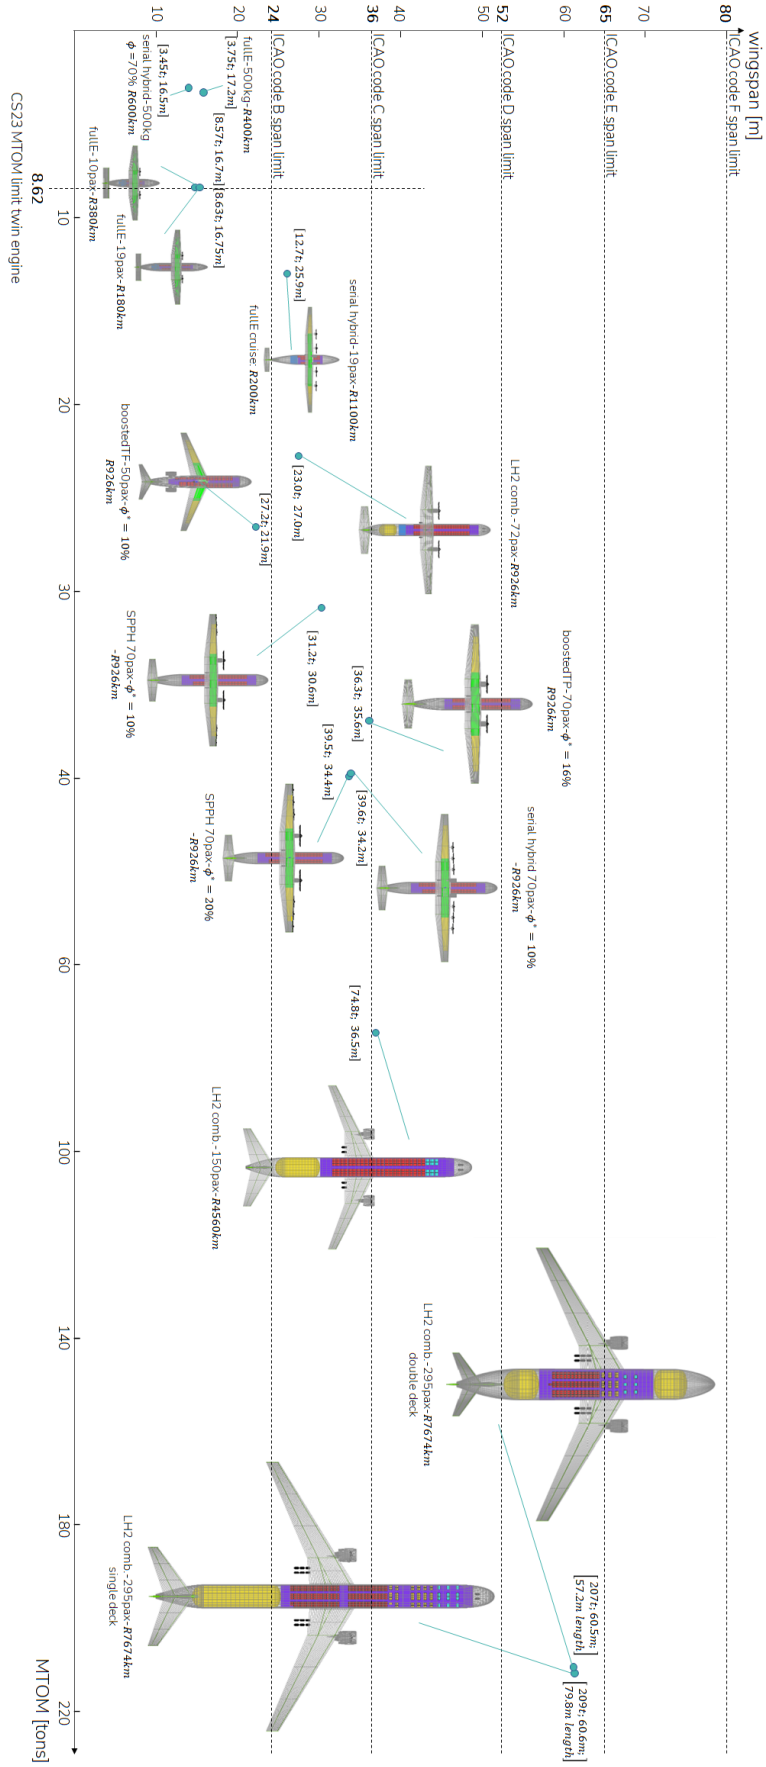 wingspan [m]
80
ICAO code F span limit
70
65
ICAO code E span limit
60
52
ICAO code D span limit
50
40
36
ICAO code C span limit
30
24
ICAO code B span limit
20
10
fullE-500kg-R400km
[3.75t; 17.2m]
[3.45t; 16.5m]
serial hybrid-500kg
ϕ =70% R600km
[8.57t; 16.7m]
[8.63t; 16.75m]
fullE-10pax-R380km
fullE-19pax-R180km
[12.7t; 25.9m]
serial hybrid-19pax-R1100km
fullE cruise: R200km
[23.0t; 27.0m]
LH2 comb.-72pax-R926km
boostedTF-50pax-ϕ* = 10%
R926km
[27.2t; 21.9m]
[31.2t; 30.6m]
SPPH 70pax-ϕ* = 10%
-R926km
boostedTP-70pax-ϕ* = 16%
R926km
[36.3t; 35.6m]
[39.5t; 34.4m]
[39.6t; 34.2m]
SPPH 70pax-ϕ* = 20%
-R926km
serial hybrid 70pax-ϕ* = 10%
-R926km
[74.8t; 36.5m]
LH2 comb.-150pax-R4560km
LH2 comb.-295pax-R7674km
double deck
[207t; 60.5m;
57.2m length]
[209t; 60.6m;
79.8m length]
LH2 comb.-295pax-R7674km
single deck
8.62
10
20
30
40
60
100
140
180
220
MTOM [tons]
CS23 MTOM limit twin engine